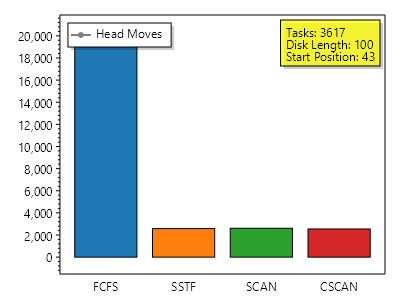 Head Moves
Tasks: 3617
Disk Length: 100
Start Position: 43
20,000
18,000
16,000
14,000
12,000
10,000
8,000
6,000
4,000
2,000
0
FCFS SSTF SCAN CSCAN